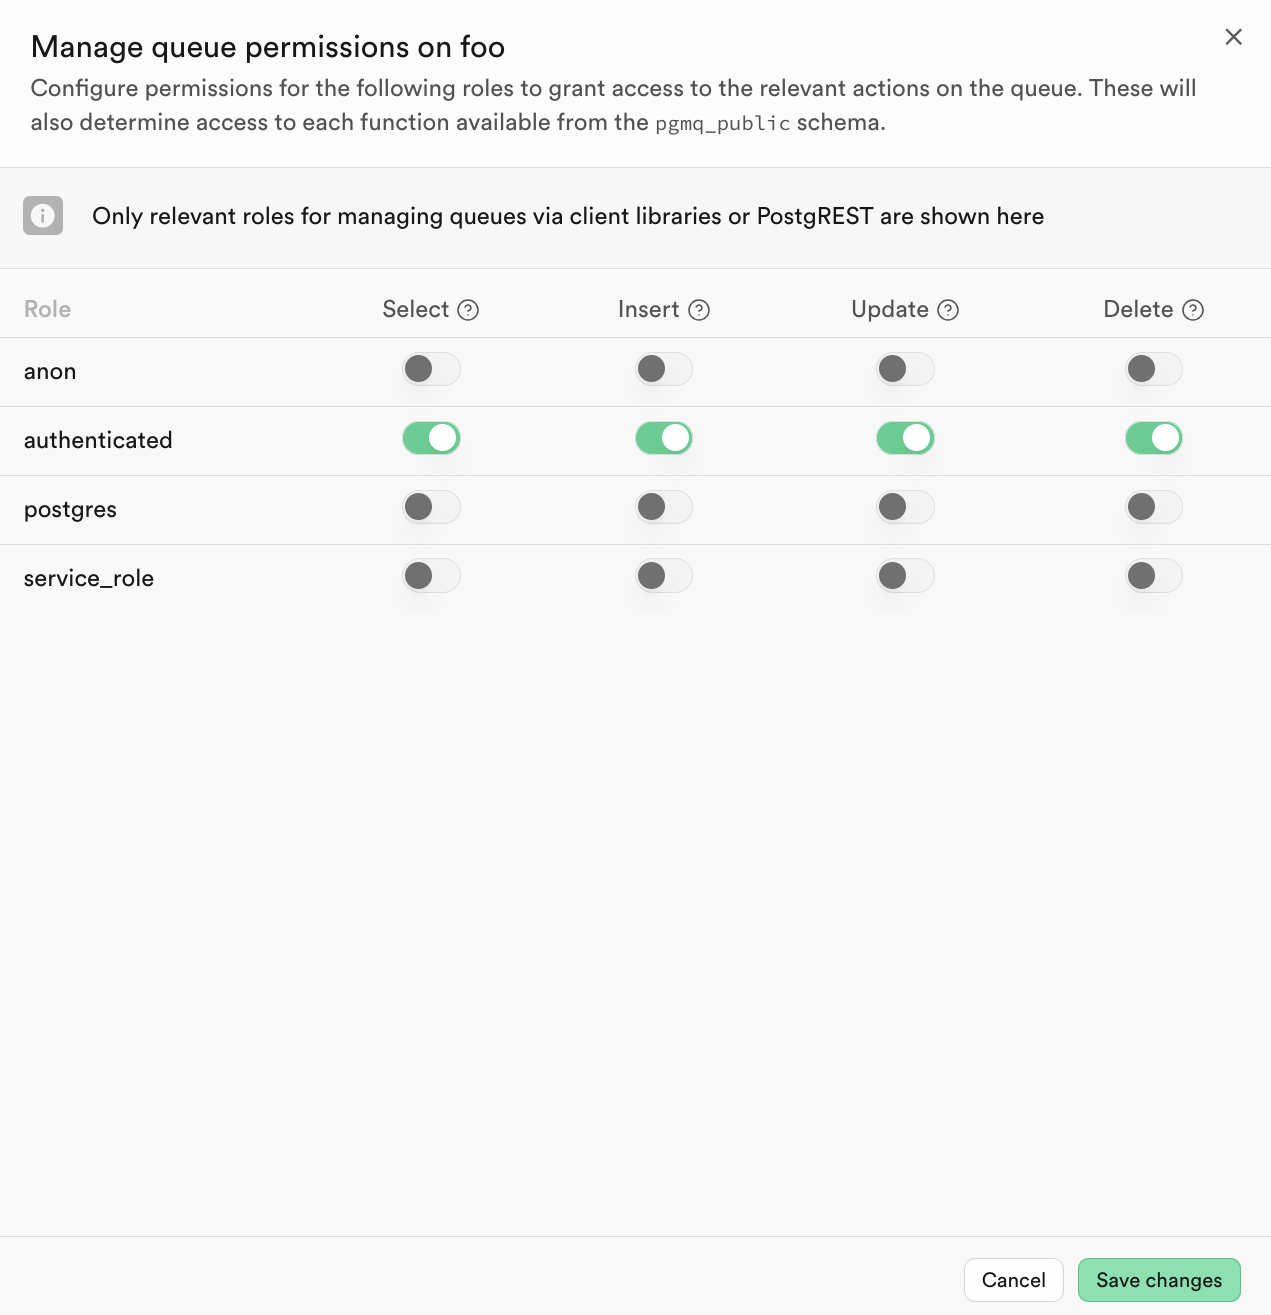 Manage queue permissions on foo
Configure permissions for the following roles to grant access to the relevant actions on the queue. These will
also determine access to each function available from the pgmq_public schema.
Only relevant roles for managing queues via client libraries or PostgREST are shown here
Role Select Insert Update Delete
anon
authenticated
postgres
service_role
Cancel Save changes